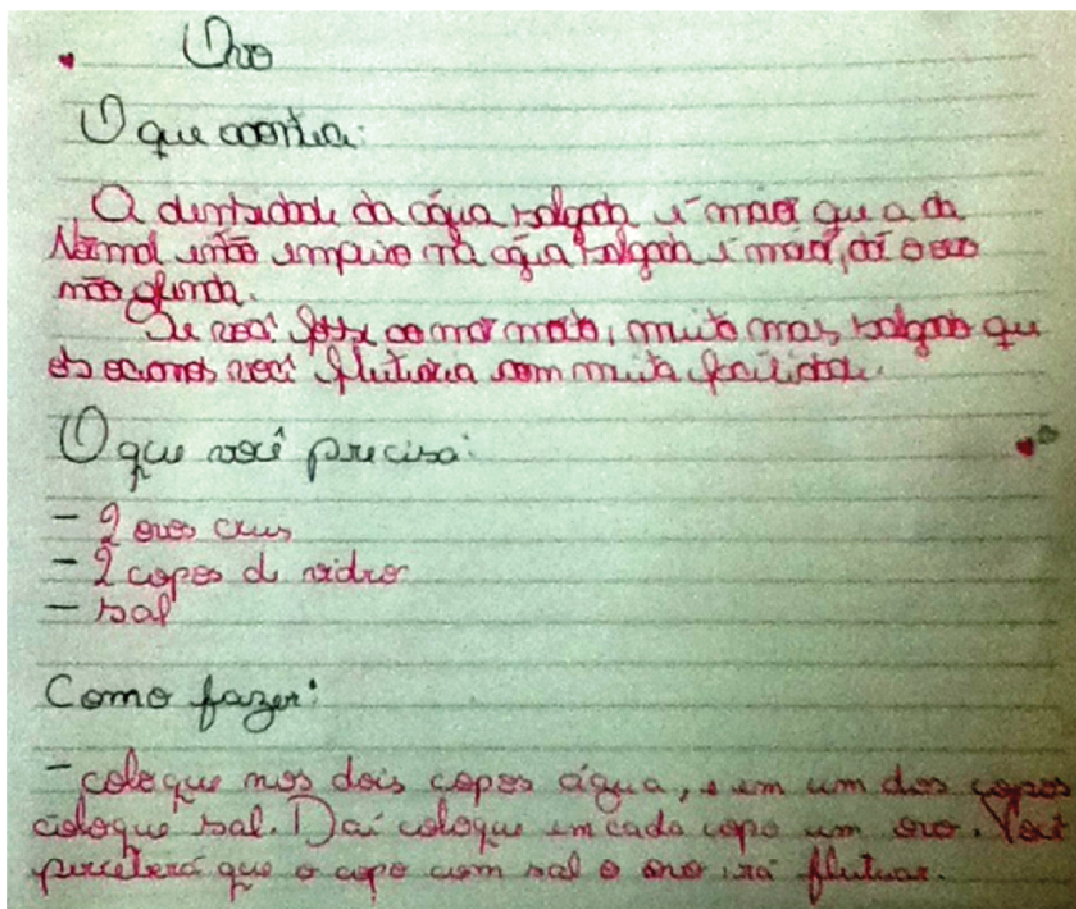 Ovo
O que acontece:
A densidade da água salgada é maior que a da
Normal então empuxo na água salgada é maior, daí o ovo
não afunda.
Se você fosse ao mar morto, muito mas salgado que
os oceanos você flutuaria com muita facilidade.
O que você precisa:
- 2 ovos crus
- 2 copos de vidro
- sal
Como fazer:
- coloque nos dois copos água, e em um dos copos
coloque sal. Daí coloque em cada copo um ovo. Você
perceberá que o copo com sal o ovo irá flutuar.